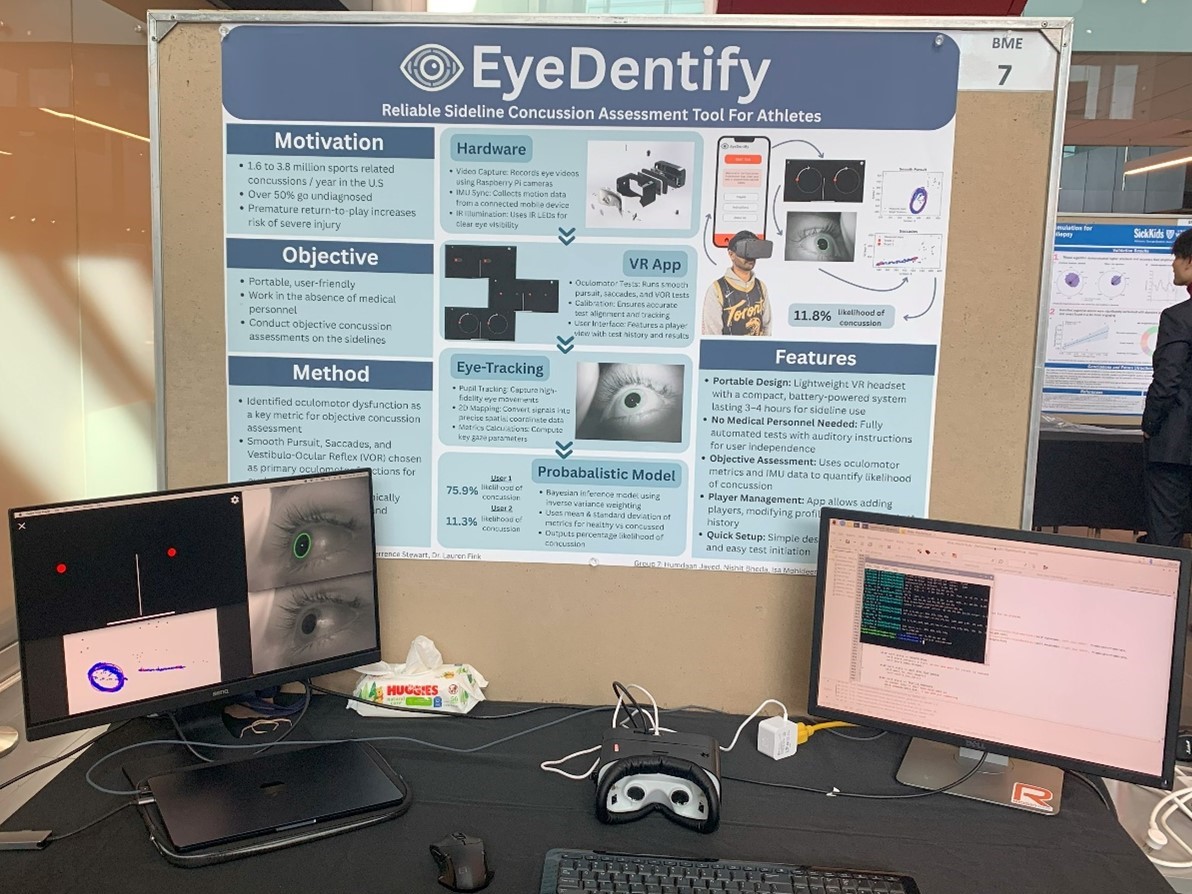 EyeDentify
Reliable Sideline Concussion Assessment Tool For Athletes
BME
7
Motivation
• 1.6 to 3.8 million sports related
concussions / year in the U.S
• Over 50% go undiagnosed
• Premature return-to-play increases
risk of severe injury
Objective
• Portable, user-friendly
• Work in the absence of medical
personnel
• Conduct objective concussion
assessments on the sidelines
Method
• Identified oculomotor dysfunction as
a key metric for objective concussion
assessment
• Smooth Pursuit, Saccades, and
Vestibulo-Ocular Reflex (VOR) chosen
as primary oculomotor functions for
Hardware
• Video Capture: Records eye videos
using Raspberry Pi cameras
• IMU Sync: Collects motion data
from a connected mobile device
• IR Illumination: Uses IR LEDs for
clear eye visibility
VR App
• Oculomotor Tests: Runs smooth
pursuit, saccades, and VOR tests
• Calibration: Ensures accurate
test alignment and tracking
• User Interface: Features a player
view with test history and results
Eye-Tracking
• Pupil Tracking: Capture high-
fidelity eye movements
• 2D Mapping: Convert signals into
precise spatial coordinate data
• Metrics Calculations: Compute
key gaze parameters
Probabalistic Model
User 1
75.9% likelihood of
concussion
User 2
11.3% likelihood of
concussion
• Bayesian inference model using
inverse variance weighting
• Uses mean & standard deviation of
metrics for healthy vs concussed
• Outputs percentage likelihood of
concussion
Toronto
11.8% likelihood of
concussion
Features
• Portable Design: Lightweight VR headset
with a compact, battery-powered system
lasting 3-4 hours for sideline use
• No Medical Personnel Needed: Fully
automated tests with auditory instructions
for user independence
• Objective Assessment: Uses oculomotor
metrics and IMU data to quantify likelihood
of concussion
• Player Management: App allows adding
players, modifying
history
• Quick Setup: Simple
and easy test initiation
Stewart, Dr. Lauren
Group 7: Humdaan Javed, Nishit
SickKids
HUGGIES
BenQ
DELL
R